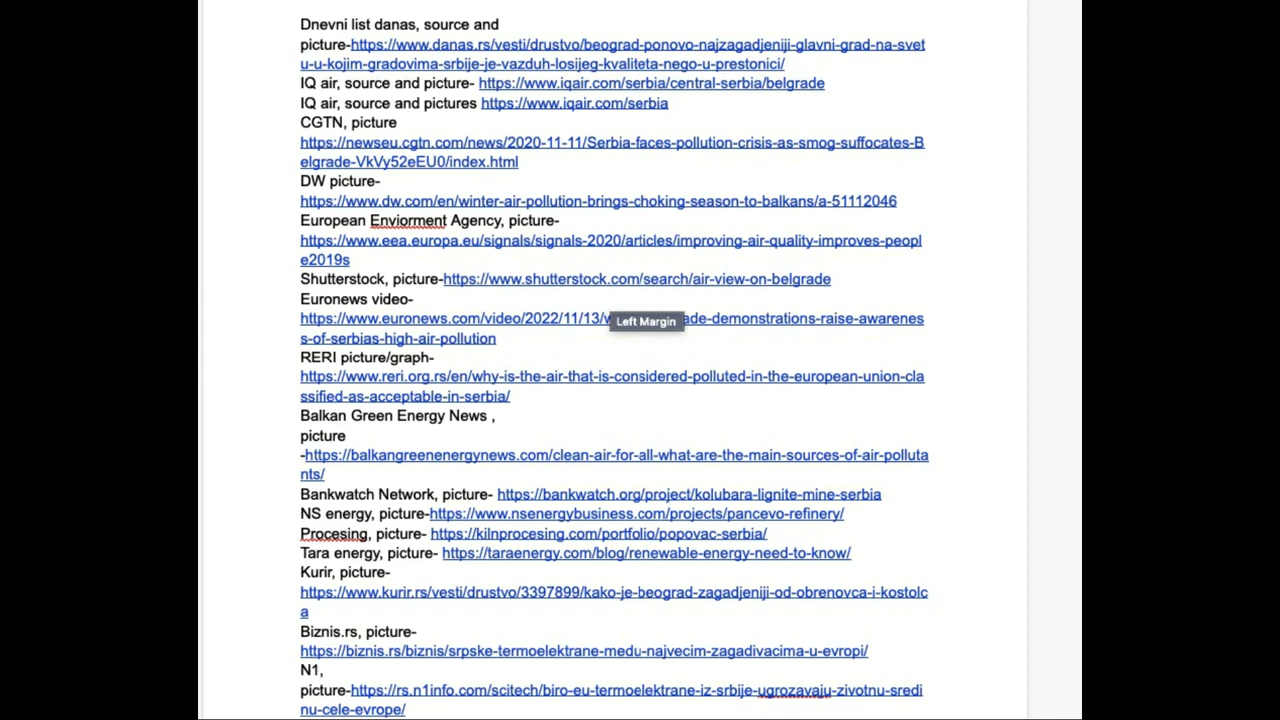 Dnevni list danas, source and
picture-https://www.danas.rs/vesti/drustvo/beograd-ponovo-najzagadjeniji-glavni-grad-na-svet
u-u-kojim-gradovima-srbije-je-vazduh-losijeg-kvaliteta-nego-u-prestonici/
IQ air, source and picture- https://www.iqair.com/serbia/central-serbia/belgrade
IQ air, source and pictures https://www.iqair.com/serbia
CGTN, picture
https://newseu.cgtn.com/news/2020-11-11/Serbia-faces-pollution-crisis-as-smog-suffocates-B
elgrade-VkVy52eEU0/index.html
DW picture-
https://www.dw.com/en/winter-air-pollution-brings-choking-season-to-balkans/a-51112046
European Enviorment Agency, picture-
https://www.eea.europa.eu/signals/signals-2020/articles/improving-air-quality-improves-peopl
e2019s
Shutterstock, picture-https://www.shutterstock.com/search/air-view-on-belgrade
Euronews video-
https://www.euronews.com/video/2022/11/13/ Left Margin ade-demonstrations-raise-awarenes
s-of-serbias-high-air-pollution
RERI picture/graph-
https://www.reri.org.rs/en/why-is-the-air-that-is-considered-polluted-in-the-european-union-cla
ssified-as-acceptable-in-serbia/
Balkan Green Energy News ,
picture
-https://balkangreenenergynews.com/clean-air-for-all-what-are-the-main-sources-of-air-polluta
nts/
Bankwatch Network, picture- https://bankwatch.org/project/kolubara-lignite-mine-serbia
NS energy, picture-https://www.nsenergybusiness.com/projects/pancevo-refinery/
Procesing, picture- https://kilnprocesing.com/portfolio/popovac-serbia/
Tara energy, picture- https://taraenergy.com/blog/renewable-energy-need-to-know/
Kurir, picture-
https://www.kurir.rs/vesti/drustvo/3397899/kako-je-beograd-zagadjeniji-od-obrenovca-i-kostolc
a
Biznis.rs, picture-
https://biznis.rs/biznis/srpske-termoelektrane-medu-najvecim-zagadivacima-u-evropi/
N1,
picture-https://rs.n1info.com/scitech/biro-eu-termoelektrane-iz-srbije-ugrozavaju-zivotnu-sredi
nu-cele-evrope/